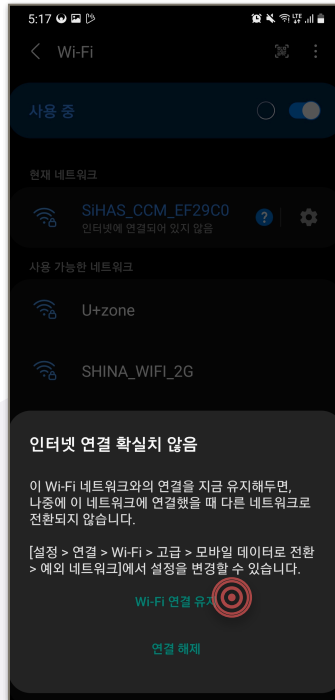 5:17
Wi-Fi
사용 중
현재 네트워크
SiHAS_CCM_EF29C0
인터넷에 연결되어 있지 않음
사용 가능한 네트워크
U+zone
SHINA_WIFI_2G
인터넷 연결 확실치 않음
이 Wi-Fi 네트워크와의 연결을 지금 유지해두면,
나중에 이 네트워크에 연결했을 때 다른 네트워크로
전환되지 않습니다.
[설정 > 연결 > Wi-Fi > 고급 > 모바일 데이터로 전환
> 예외 네트워크]에서 설정을 변경할 수 있습니다.
Wi-Fi 연결
연결 해제